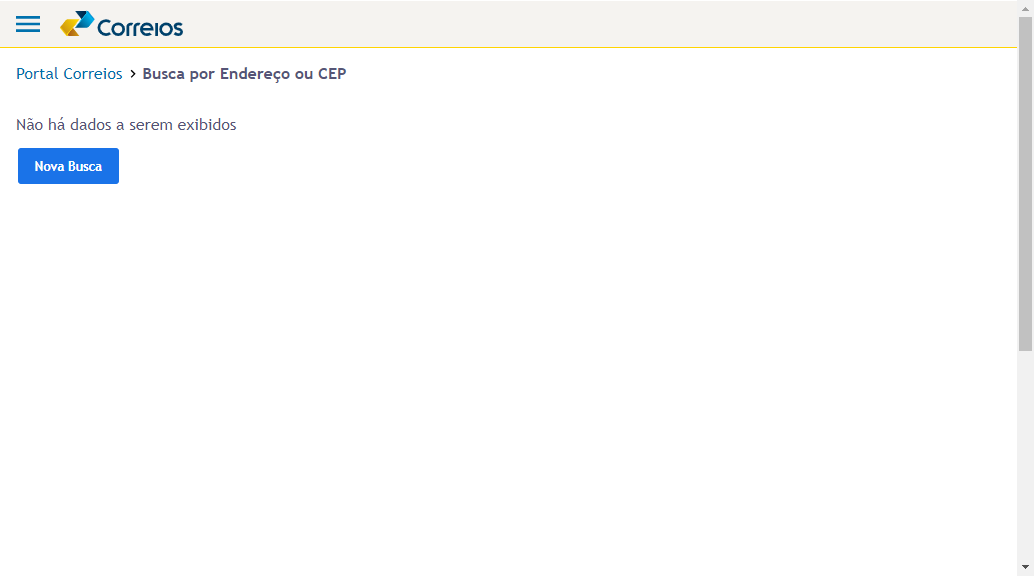 Correios
Portal Correios > Busca por Endereço ou CEP
Não há dados a serem exibidos
Nova Busca